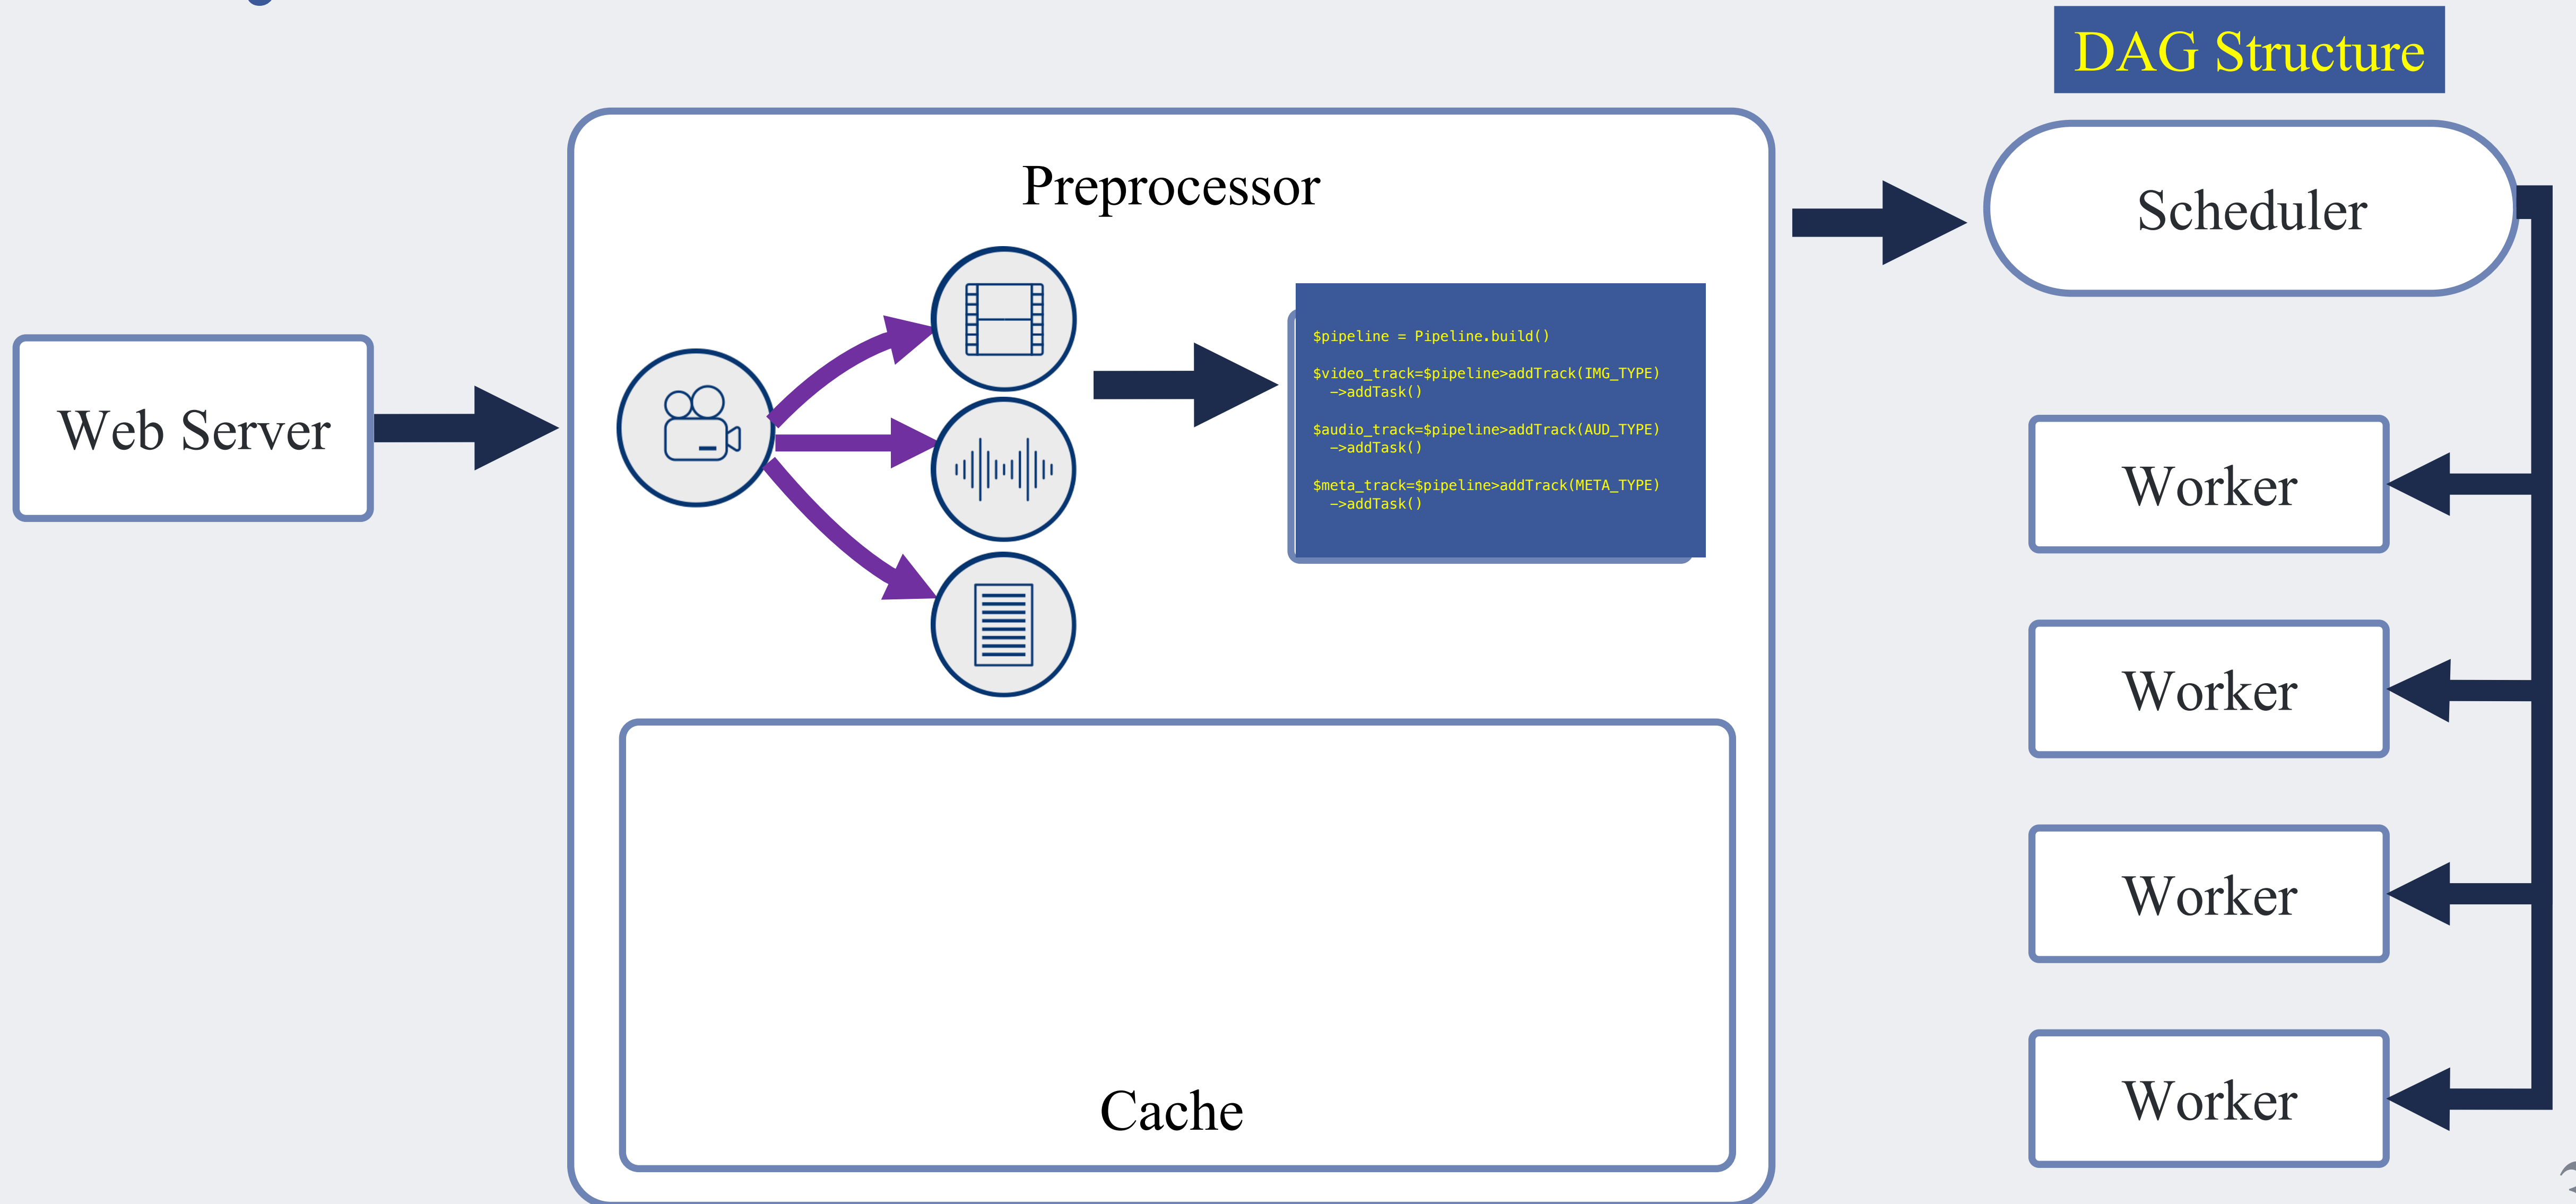 DAG Structure
Preprocessor
Scheduler
Web Server
$pipeline = Pipeline.build()
$video_track=$pipeline>addTrack(IMG_TYPE)
->addTask()
$audio_track=$pipeline>addTrack(AUD_TYPE)
->addTask()
$meta_track=$pipeline>addTrack(META_TYPE)
->addTask()
Worker
Worker
Worker
Worker
Cache